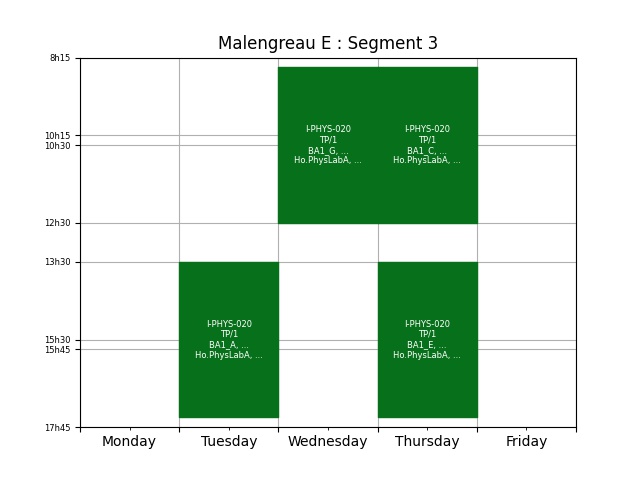 Malengreau E : Segment 3
8h15
10h15
10h30
12h30
13h30
15h30
15h45
17h45
I-PHYS-020
TP/1
BA1_G, ...
Ho.PhysLabA, ...
I-PHYS-020
TP/1
BA1_C, ...
Ho.PhysLabA, ...
I-PHYS-020
TP/1
BA1_A, ...
Ho.PhysLabA, ...
I-PHYS-020
TP/1
BA1_E, ...
Ho.PhysLabA, ...
Monday
Tuesday
Wednesday
Thursday
Friday